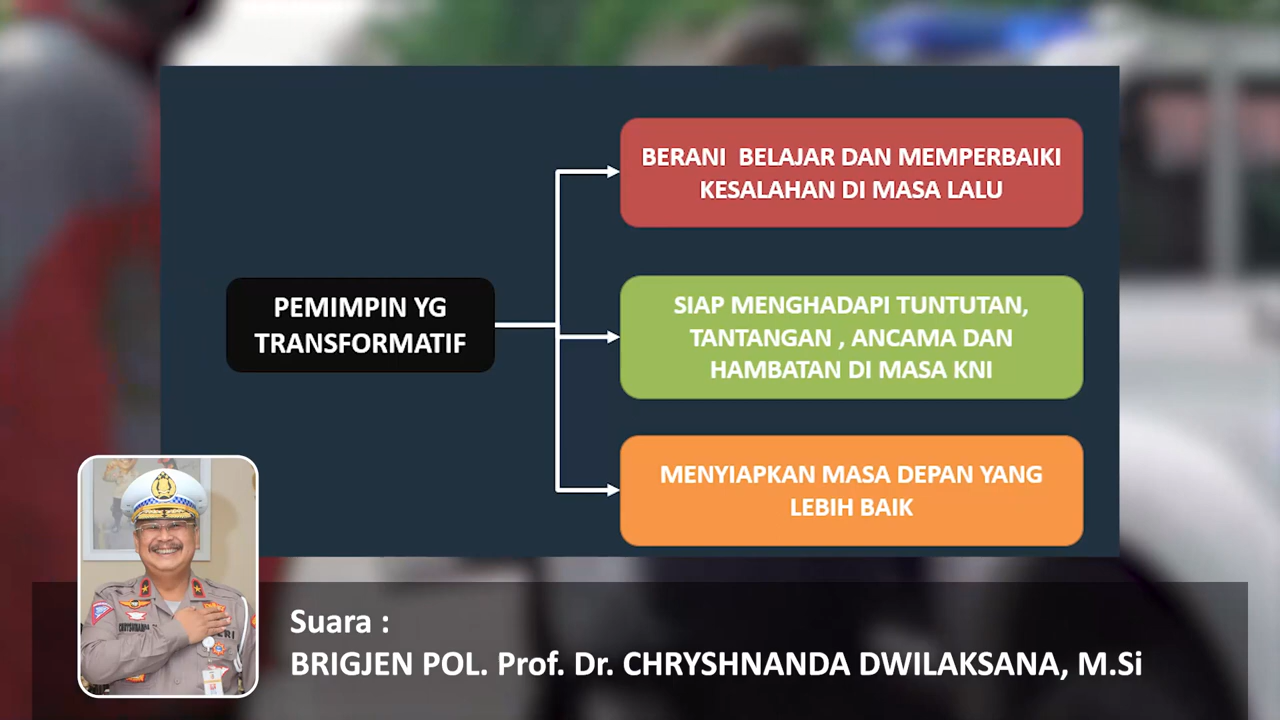 BERANI BELAJAR DAN MEMPERBAIKI
KESALAHAN DI MASA LALU
PEMIMPIN YG
TRANSFORMATIF
SIAP MENGHADAPI TUNTUTAN,
TANTANGAN , ANCAMA DAN
HAMBATAN DI MASA KNI
MENYIAPKAN MASA DEPAN YANG
LEBIH BAIK
Suara :
BRIGJEN POL. Prof. Dr. CHRYSHNANDA DWILAKSANA, M.Si